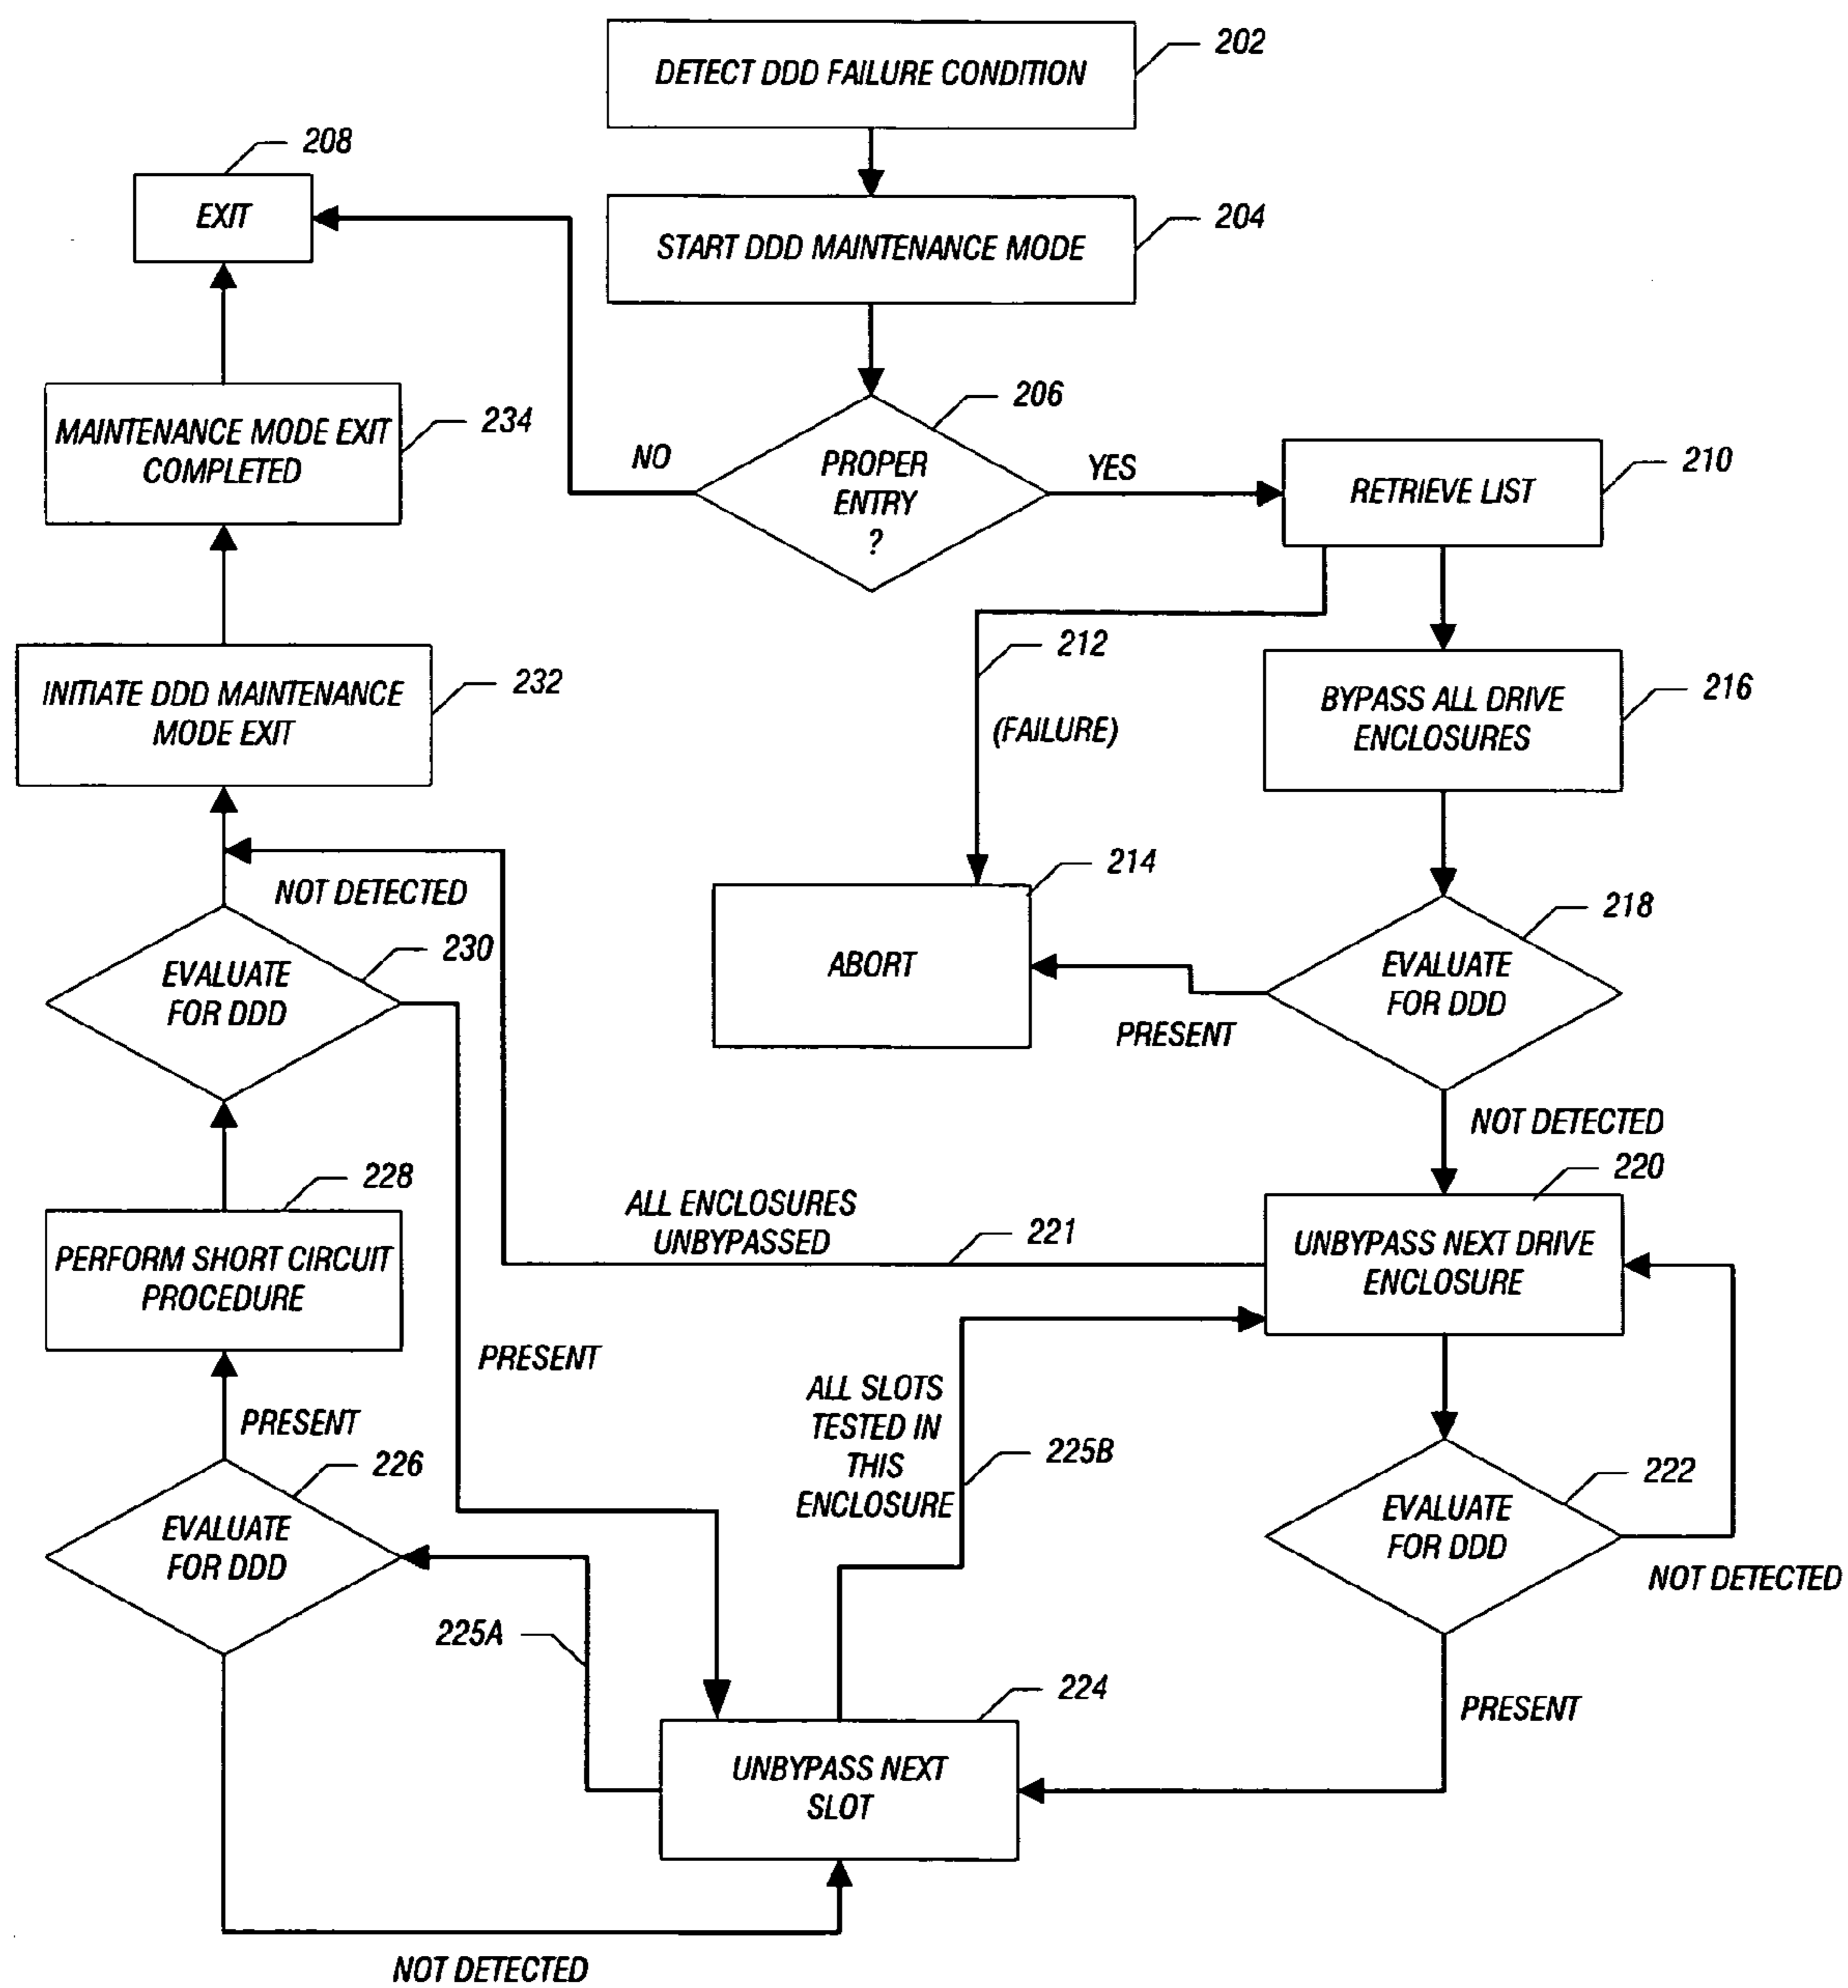 DETECT DDD FAILURE CONDITION
202
208
EXIT
START DDD MAINTENANCE MODE
204
MAINTENANCE MODE EXIT
COMPLETED
234
206
NO
PROPER
ENTRY
?
YES
RETRIEVE LIST
210
INITIATE DDD MAINTENANCE
MODE EXIT
232
212
(FAILURE)
BYPASS ALL DRIVE
ENCLOSURES
216
NOT DETECTED
214
ABORT
218
EVALUATE
FOR DDD
PRESENT
NOT DETECTED
230
EVALUATE
FOR DDD
228
PERFORM SHORT CIRCUIT
PROCEDURE
PRESENT
ALL ENCLOSURES
UNBYPASSED
221
220
UNBYPASS NEXT DRIVE
ENCLOSURE
PRESENT
226
EVALUATE
FOR DDD
ALL SLOTS
TESTED IN
THIS
ENCLOSURE
225B
222
EVALUATE
FOR DDD
NOT DETECTED
225A
224
UNBYPASS NEXT
SLOT
PRESENT
NOT DETECTED